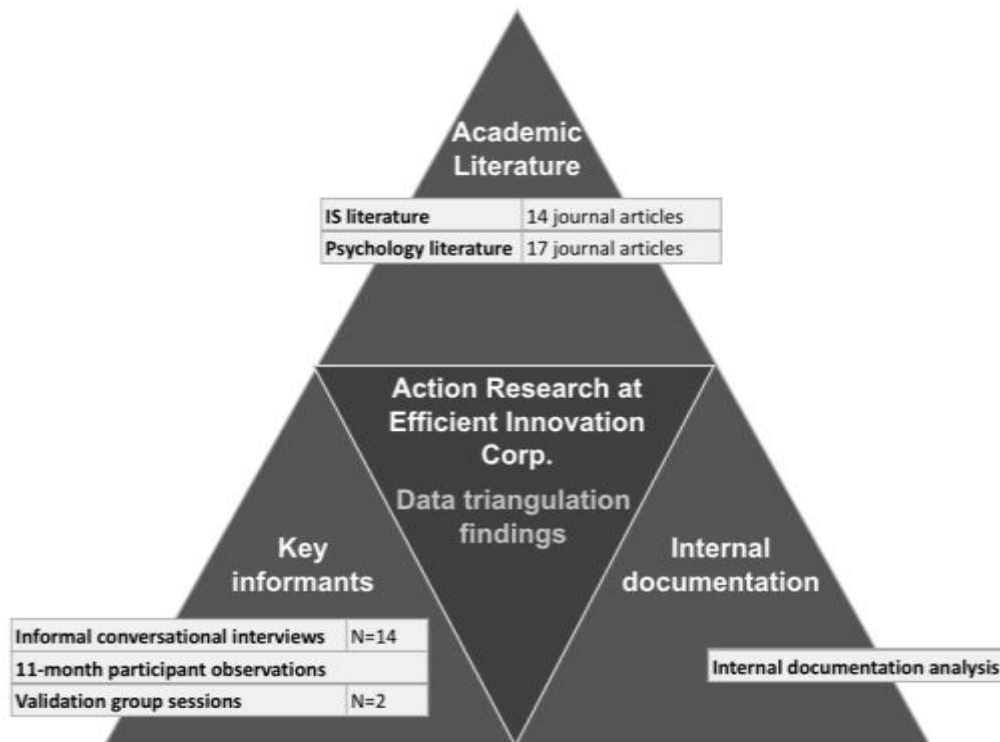 Academic
Literature
IS literature 14 journal articles
Psychology literature 17 journal articles
Action Research at
Efficient Innovation
Corp.
Data triangulation
findings
Key
informants
Informal conversational interviews N=14
11-month participant observations
Validation group sessions N=2
Internal
documentation
Internal documentation analysis